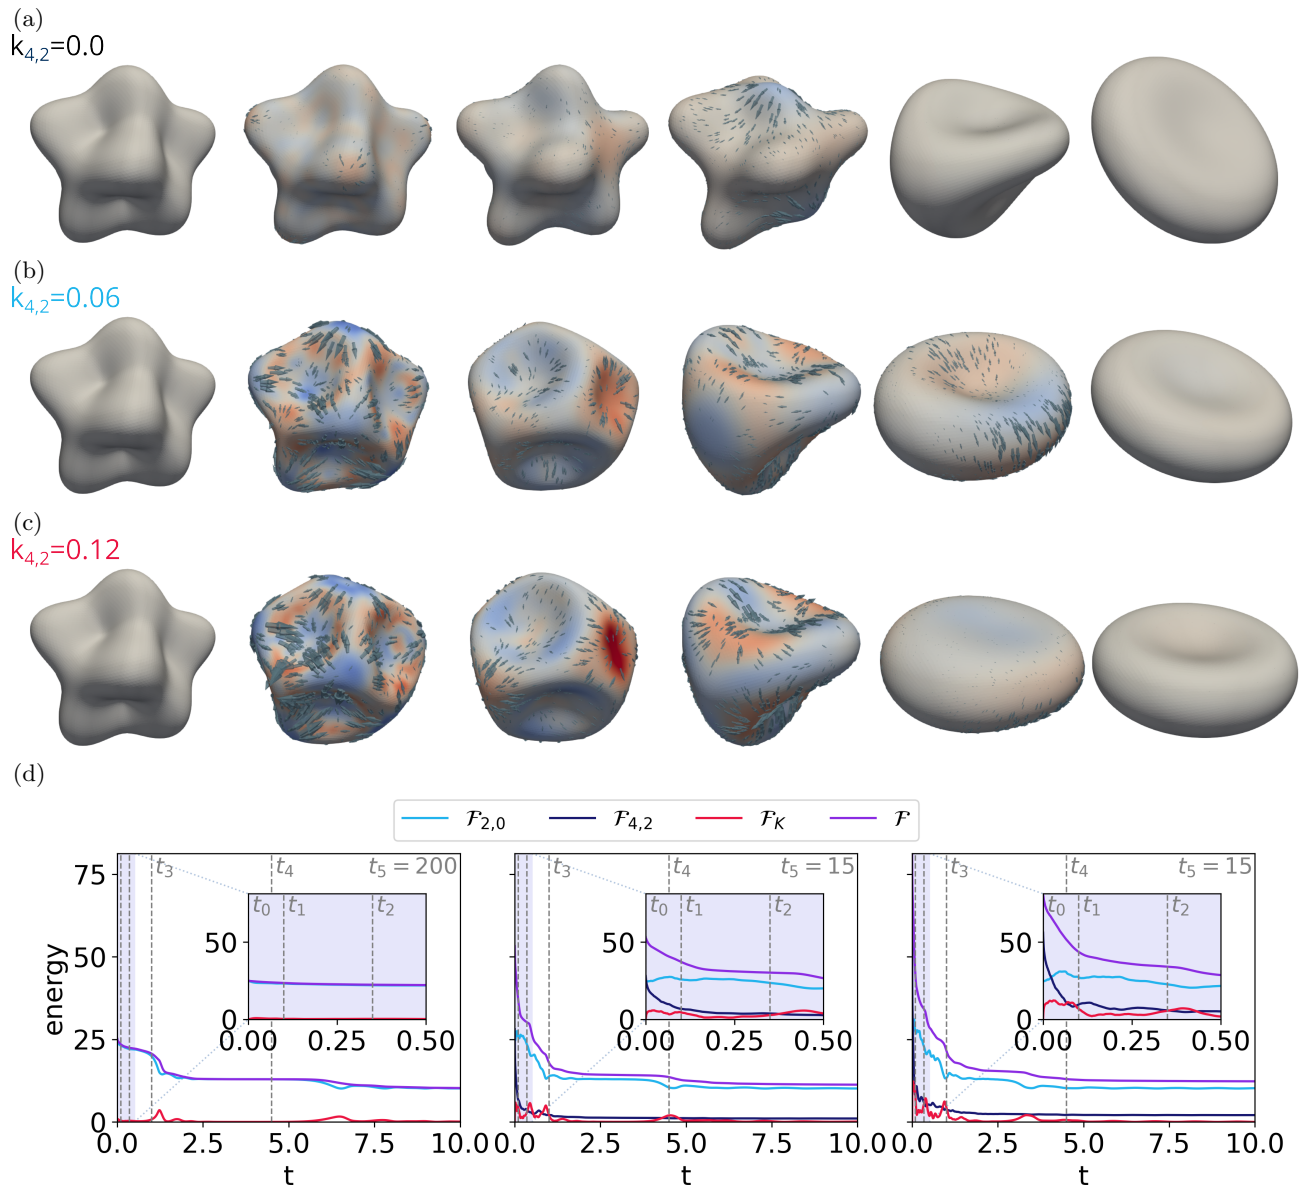 (a)
k4,2=0.0
(b)
k4,2=0.06
(c)
k4,2=0.12
(d)
ℱ2,0 ℱ4,2 ℱK ℱ
energy
75
50
25
0
t3 t4 t5 = 200
t0 t1 t2
50
0
0.00 0.25 0.50
0.0 2.5 5.0 7.5 10.0
t
t3 t4 t5 = 15
t0 t1 t2
50
0
0.00 0.25 0.50
0.0 2.5 5.0 7.5 10.0
t
t3 t4 t5 = 15
t0 t1 t2
50
0
0.00 0.25 0.50
0.0 2.5 5.0 7.5 10.0
t